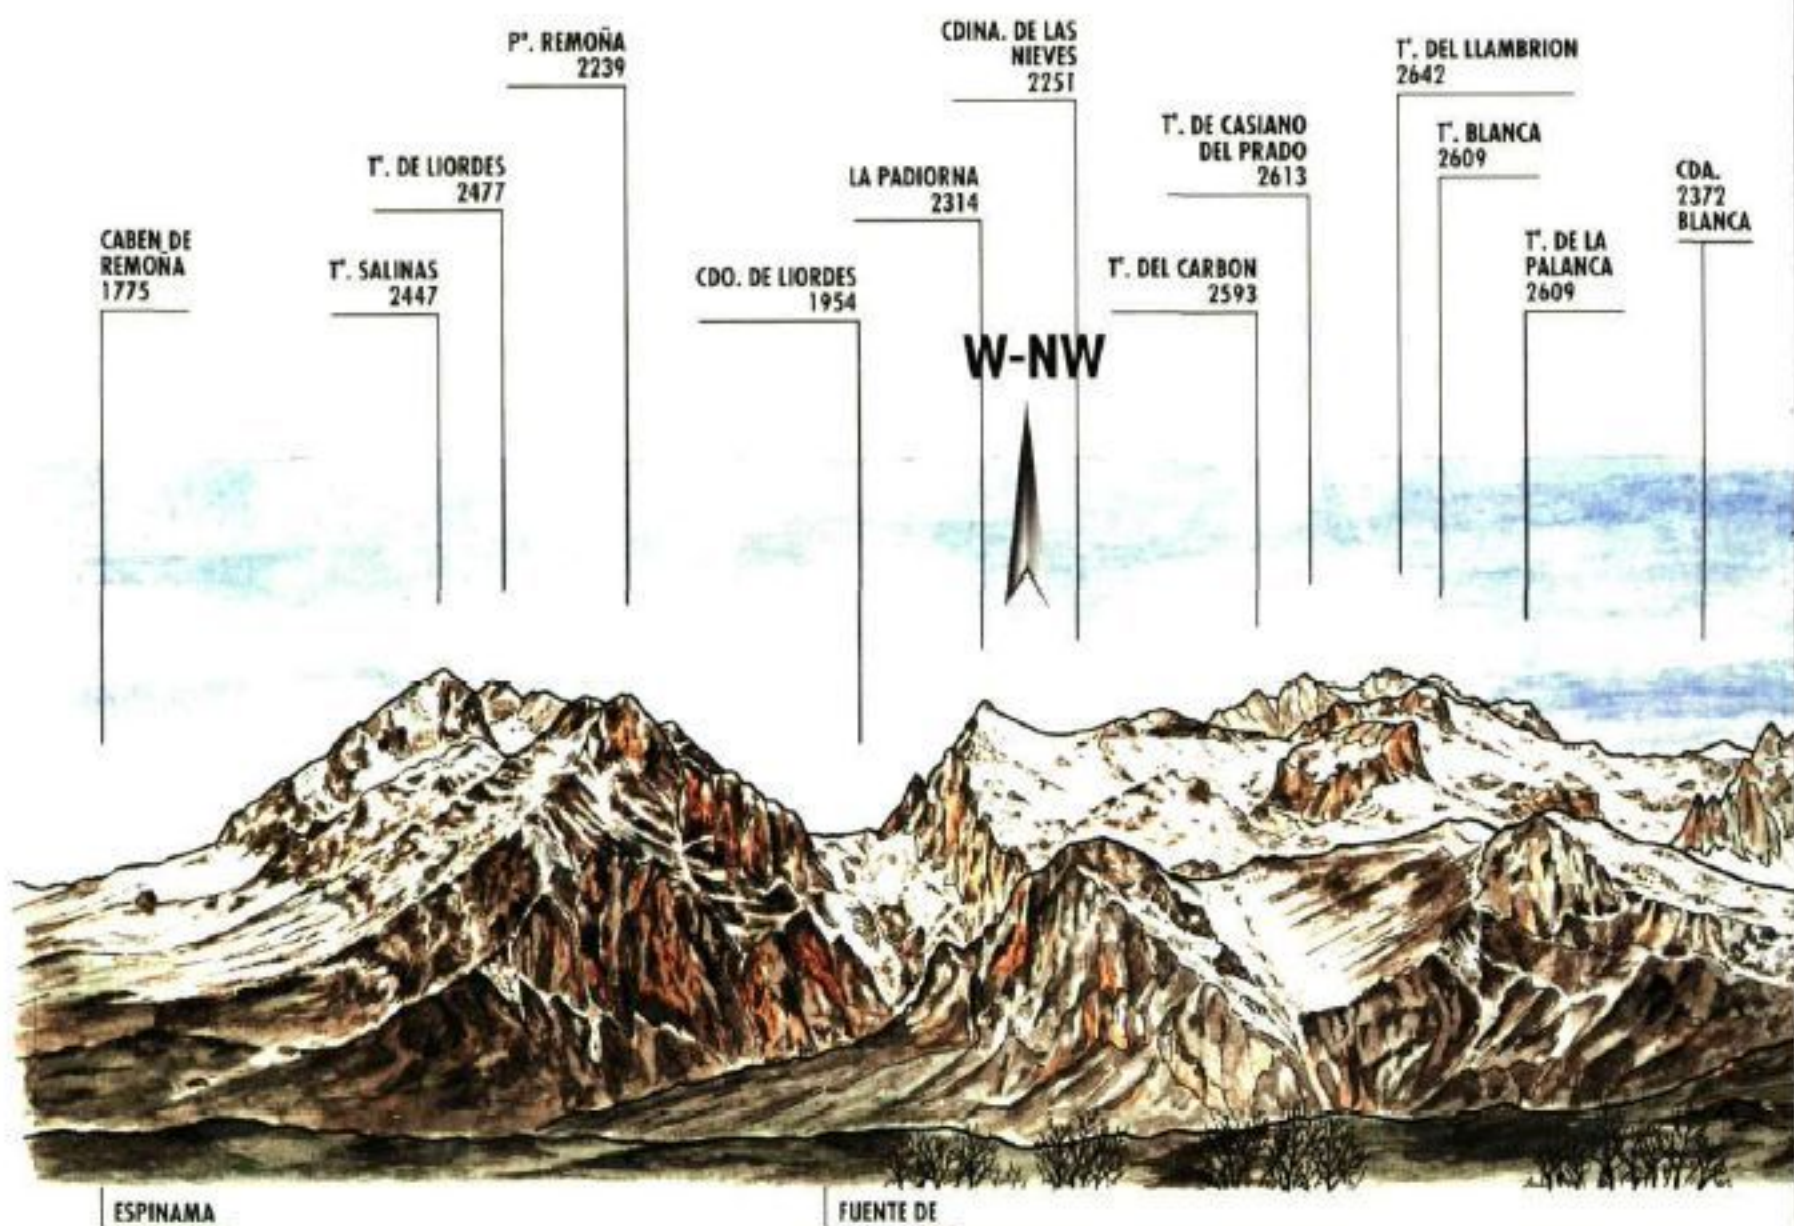 CABEN DE
REMOÑA
1775
Tº. SALINAS
2447
Tº. DE LIORDES
2477
Pº. REMOÑA
2239
CDO. DE LIORDES
1954
LA PADIORNA
2314
CDINA. DE LAS
NIEVES
2251
W-NW
Tº. DEL CARBON
2593
Tº. DE CASIANO
DEL PRADO
2613
Tº. DEL LLAMBRION
2642
Tº. BLANCA
2609
Tº. DE LA
PALANCA
2609
CDA.
2372
BLANCA
ESPINAMA
FUENTE DE